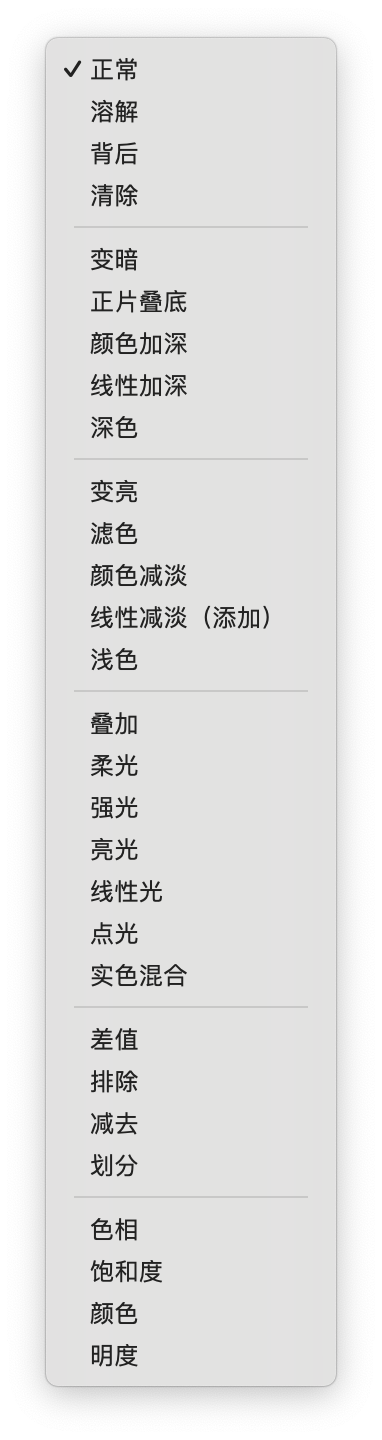 正常
溶解
背后
清除
变暗
正片叠底
颜色加深
线性加深
深色
变亮
滤色
颜色减淡
线性减淡（添加）
浅色
叠加
柔光
强光
亮光
线性光
点光
实色混合
差值
排除
减去
划分
色相
饱和度
颜色
明度